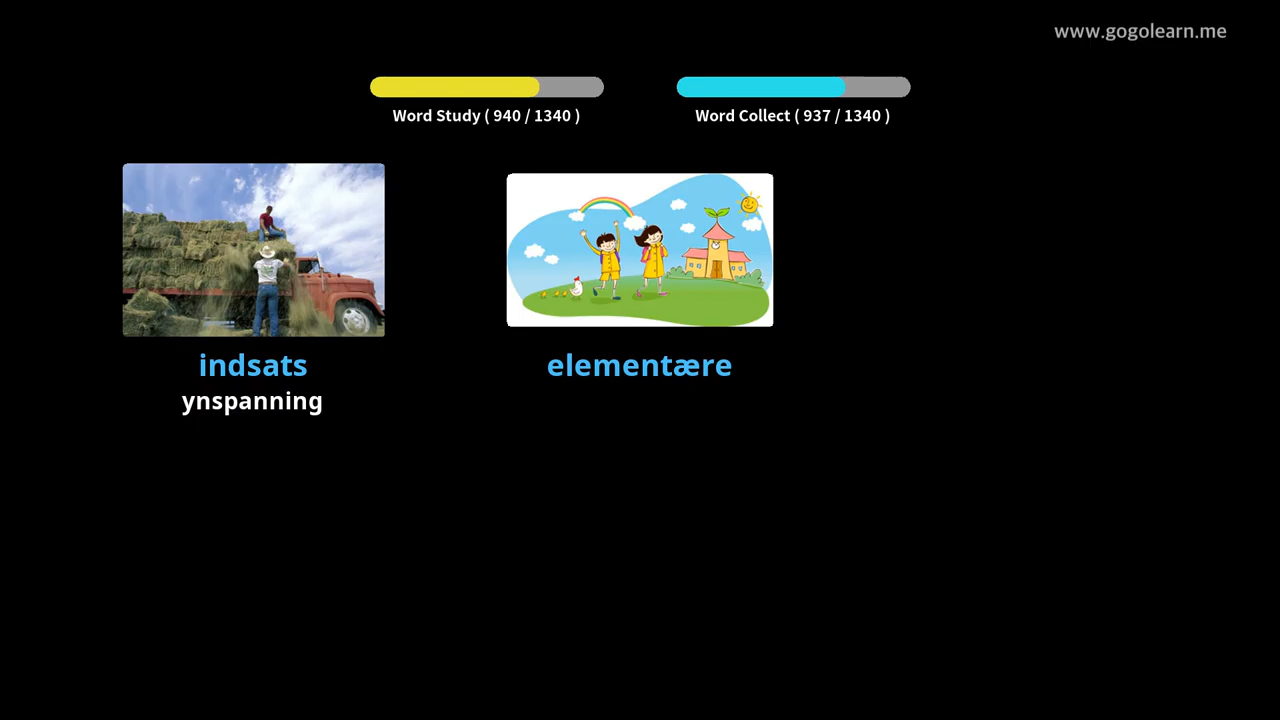 www.gogolearn.me
Word Study ( 940 / 1340 )
Word Collect ( 937 / 1340 )
indsats
ynspanning
elementære